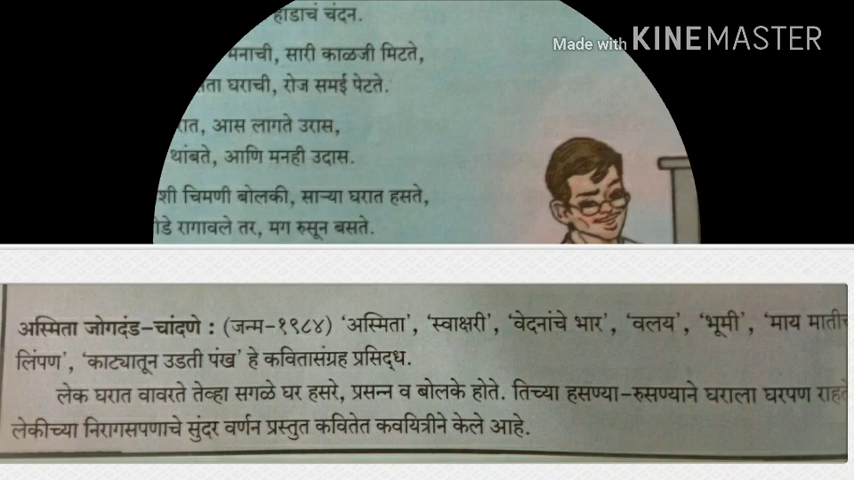 चंदन.
Made with KINEMASTER
मनाची, सारी काळजी मिटते,
घराची, रोज समई पेटते.
आस लागते उरास,
थांबते, आणि मनही उदास.
चिमणी बोलकी, साऱ्या घरात हसते,
रागावले तर, मग रुसून बसते.
अस्मिता जोगदंड-चांदणे : (जन्म-१९८४) ‘अस्मिता’, ‘स्वाक्षरी’, ‘वेदनांचे भार’, ‘वलय’, ‘भूमी’, ‘माय
लिंपण’, ‘काट्यातून उडती पंख’ हे कवितासंग्रह प्रसिद्ध.
लेक घरात वावरते तेव्हा सगळे घर हसरे, प्रसन्न व बोलके होते. तिच्या हसण्या-रुसण्याने घराला घरपण
लेकीच्या निरागसपणाचे सुंदर वर्णन प्रस्तुत कवितेत कवयित्रीने केले आहे.